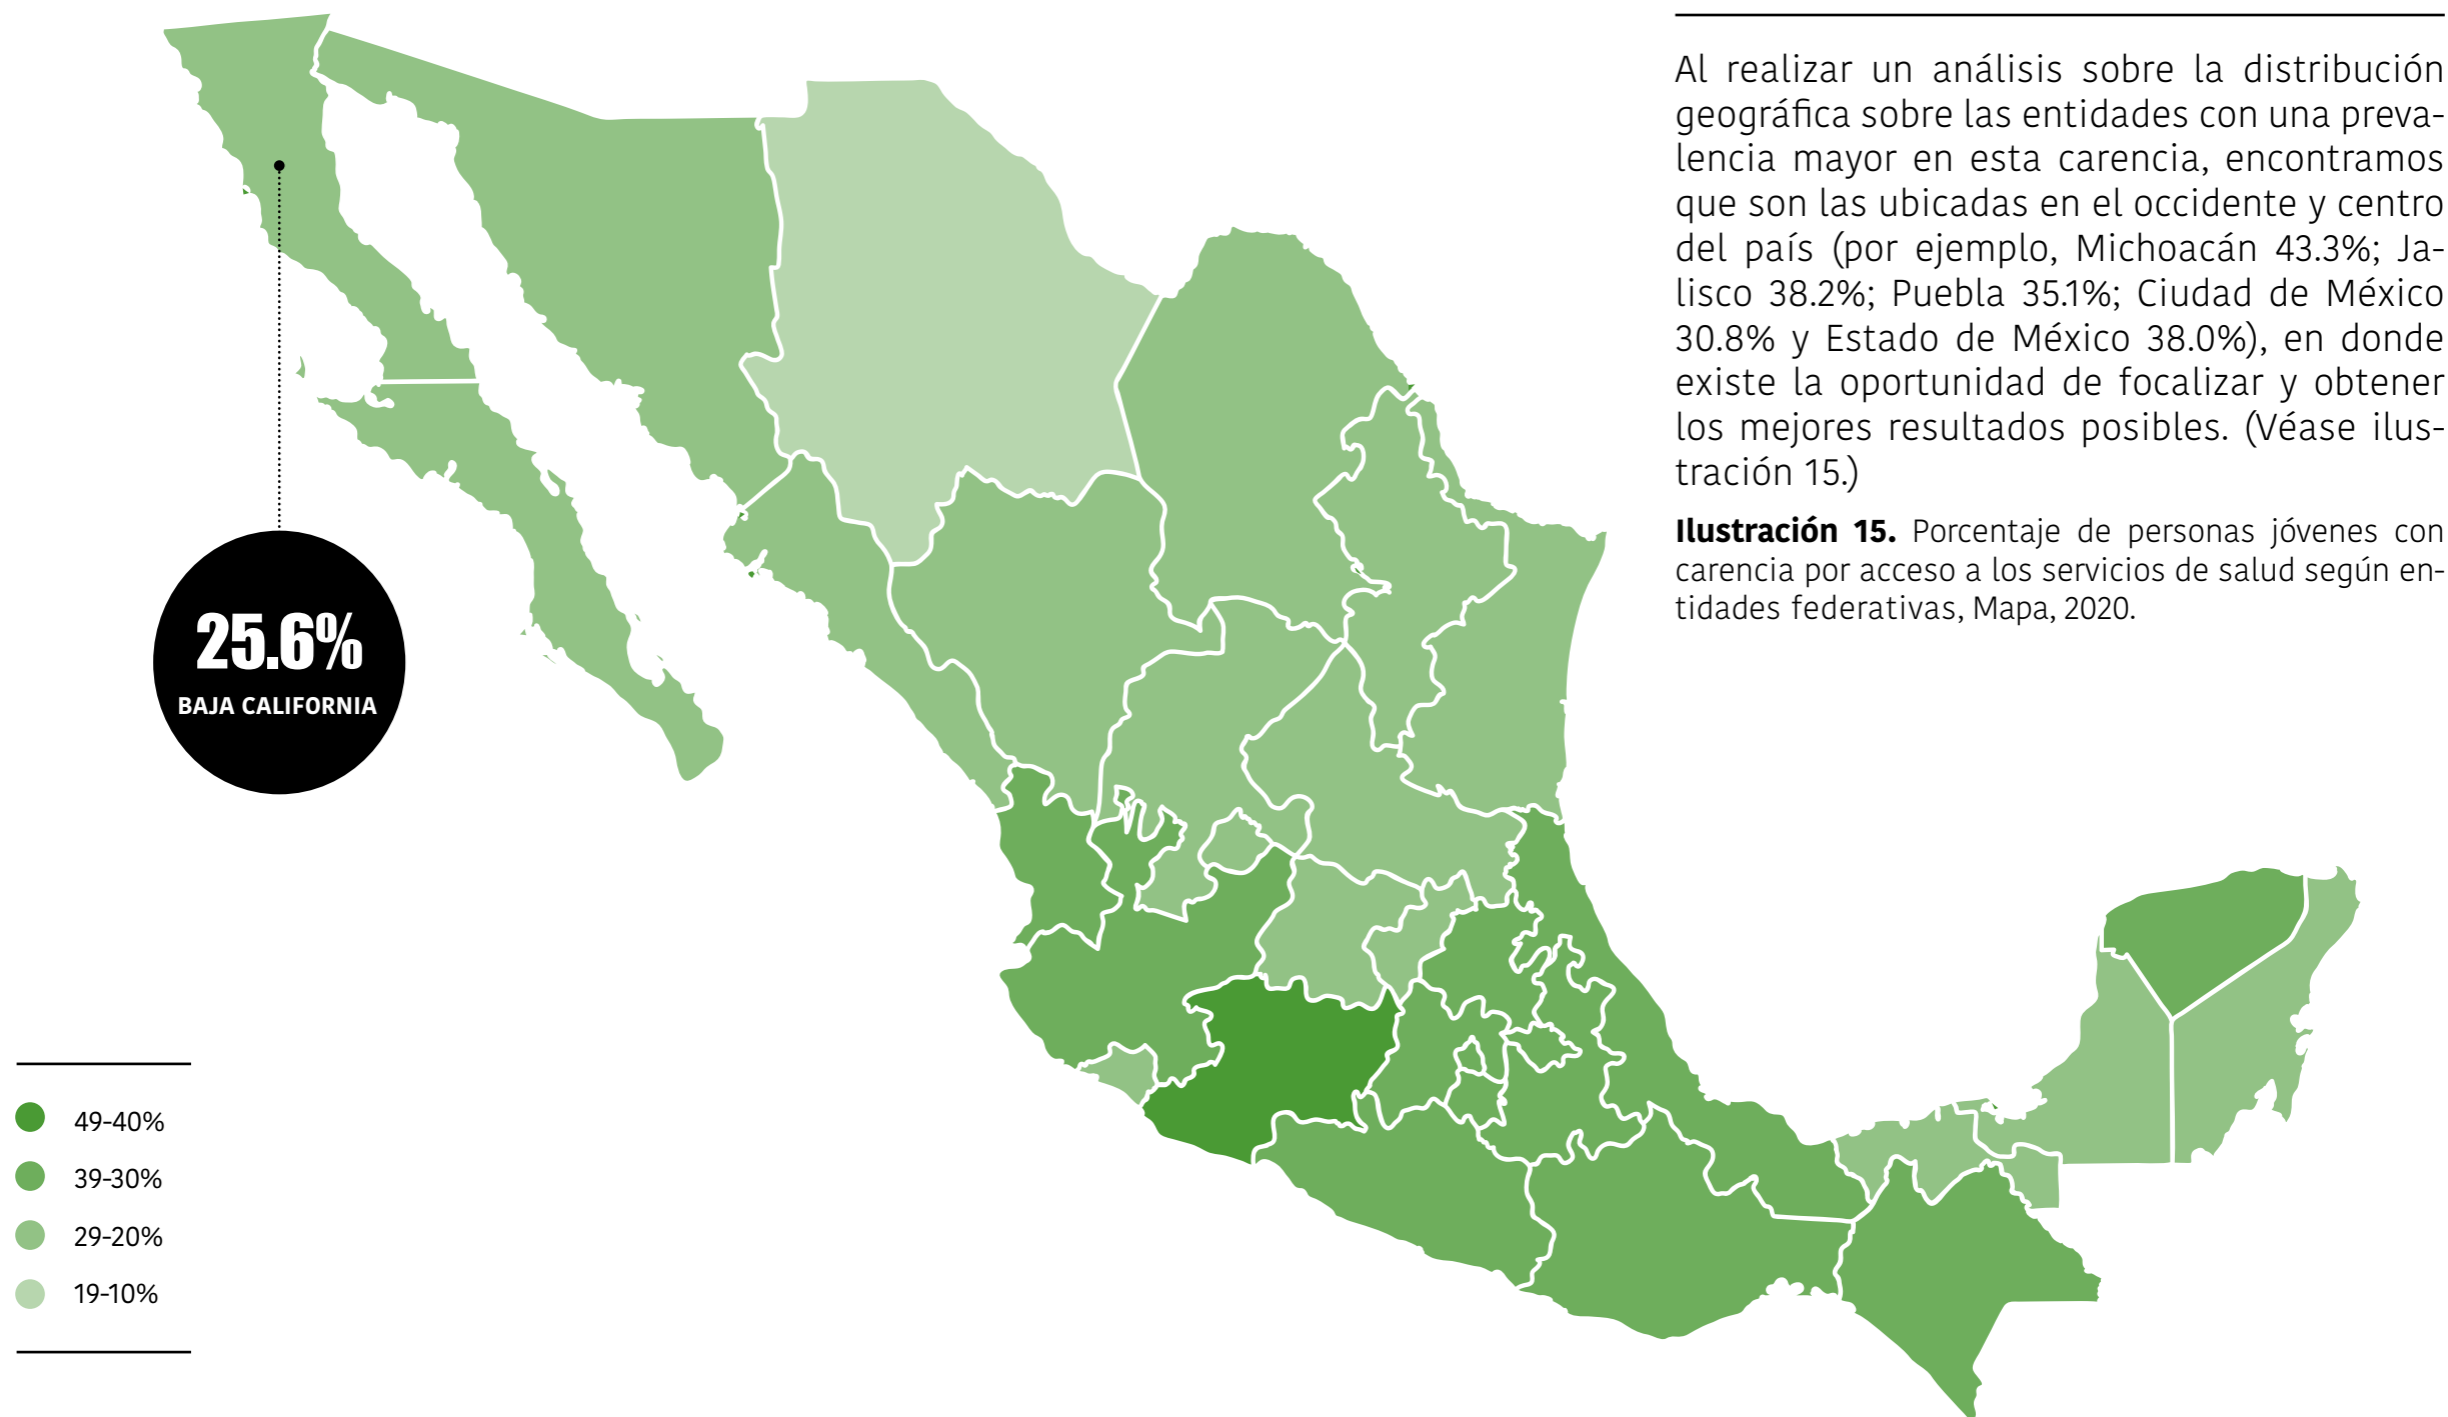 Al realizar un análisis sobre la distribución
geográfica sobre las entidades con una preva-
lencia mayor en esta carencia, encontramos
que son las ubicadas en el occidente y centro
del país (por ejemplo, Michoacán 43.3%; Ja-
lisco 38.2%; Puebla 35.1%; Ciudad de México
30.8% y Estado de México 38.0%), en donde
existe la oportunidad de focalizar y obtener
los mejores resultados posibles. (Véase ilus-
tración 15.)
Ilustración 15. Porcentaje de personas jóvenes con
carencia por acceso a los servicios de salud según en-
tidades federativas, Mapa, 2020.
25.6%
BAJA CALIFORNIA
49-40%
39-30%
29-20%
19-10%